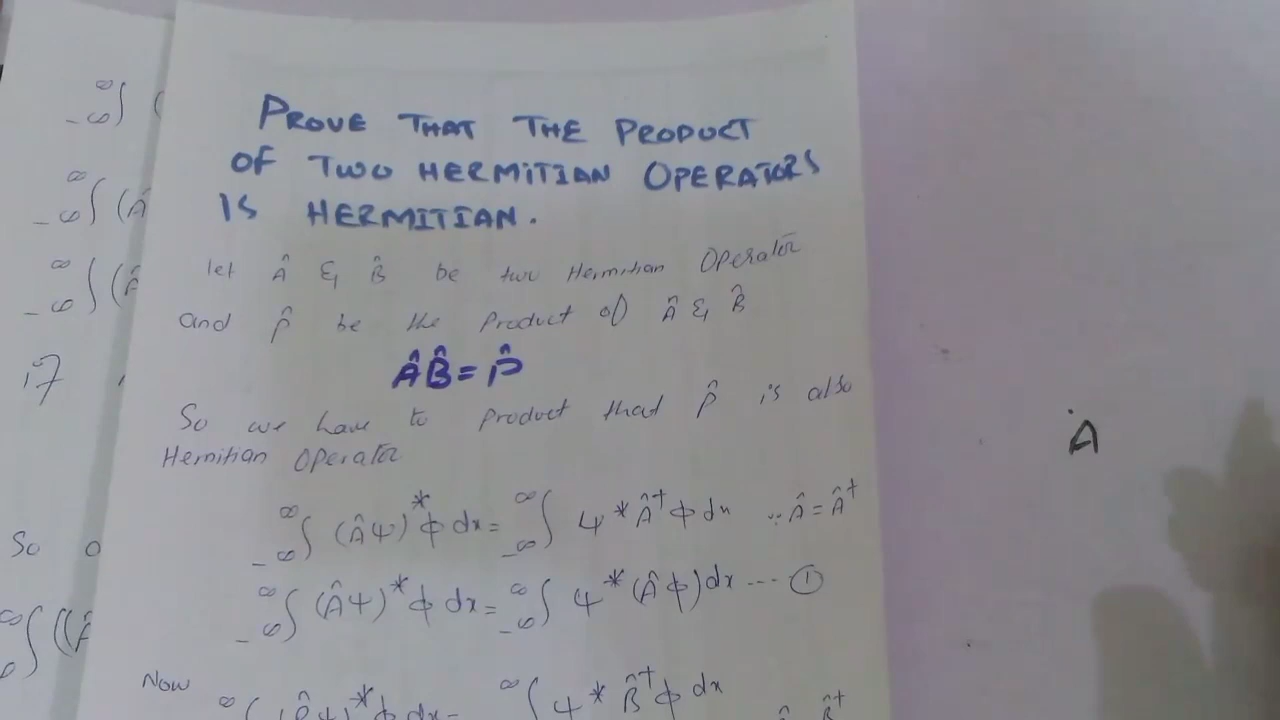 PROVE THAT THE PRODUCT
OF TWO HERMITIAN OPERATORS
IS HERMITIAN.
let Â & B̂ be two Hermitian Operator
and P̂ be the Product of Â & B̂
ÂB̂ = P̂
So we have to Product that P̂ is also
Hermitian Operator
∞∫-∞ (Âψ)*ϕ dx = ∞∫-∞ ψ*Â†ϕ dx ∵ Â = Â†
∞∫-∞ (Âψ)*ϕ dx = ∞∫-∞ ψ*(Âϕ)dx --- ①
Now
ψ* B̂†ϕ dx
B̂†
∞∫-∞ (
∞∫-∞ (Â
∞∫-∞ (Â
if
So
∞∫ ((Â
A